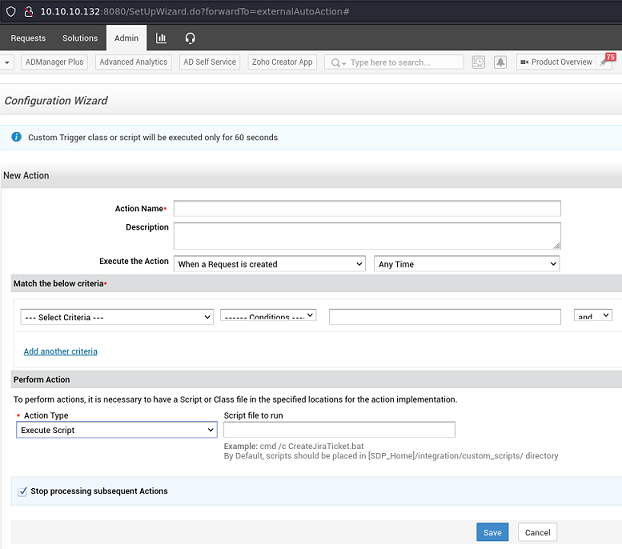 10.10.10.132:8080/SetUpWizard.do?forwardTo=externalAutoAction#
Requests Solutions Admin
ADManager Plus Advanced Analytics AD Self Service Zoho Creator App Type here to search... Product Overview 75
Configuration Wizard
Custom Trigger class or script will be executed only for 60 seconds
New Action
Action Name*
Description
Execute the Action When a Request is created Any Time
Match the below criteria*
--- Select Criteria --- ------ Conditions ---- and
Add another criteria
Perform Action
To perform actions, it is necessary to have a Script or Class file in the specified locations for the action implementation.
* Action Type Script file to run
Execute Script
Example: cmd /c CreateJiraTicket.bat
By Default, scripts should be placed in [SDP_Home]/integration/custom_scripts/ directory
Stop processing subsequent Actions
Save Cancel